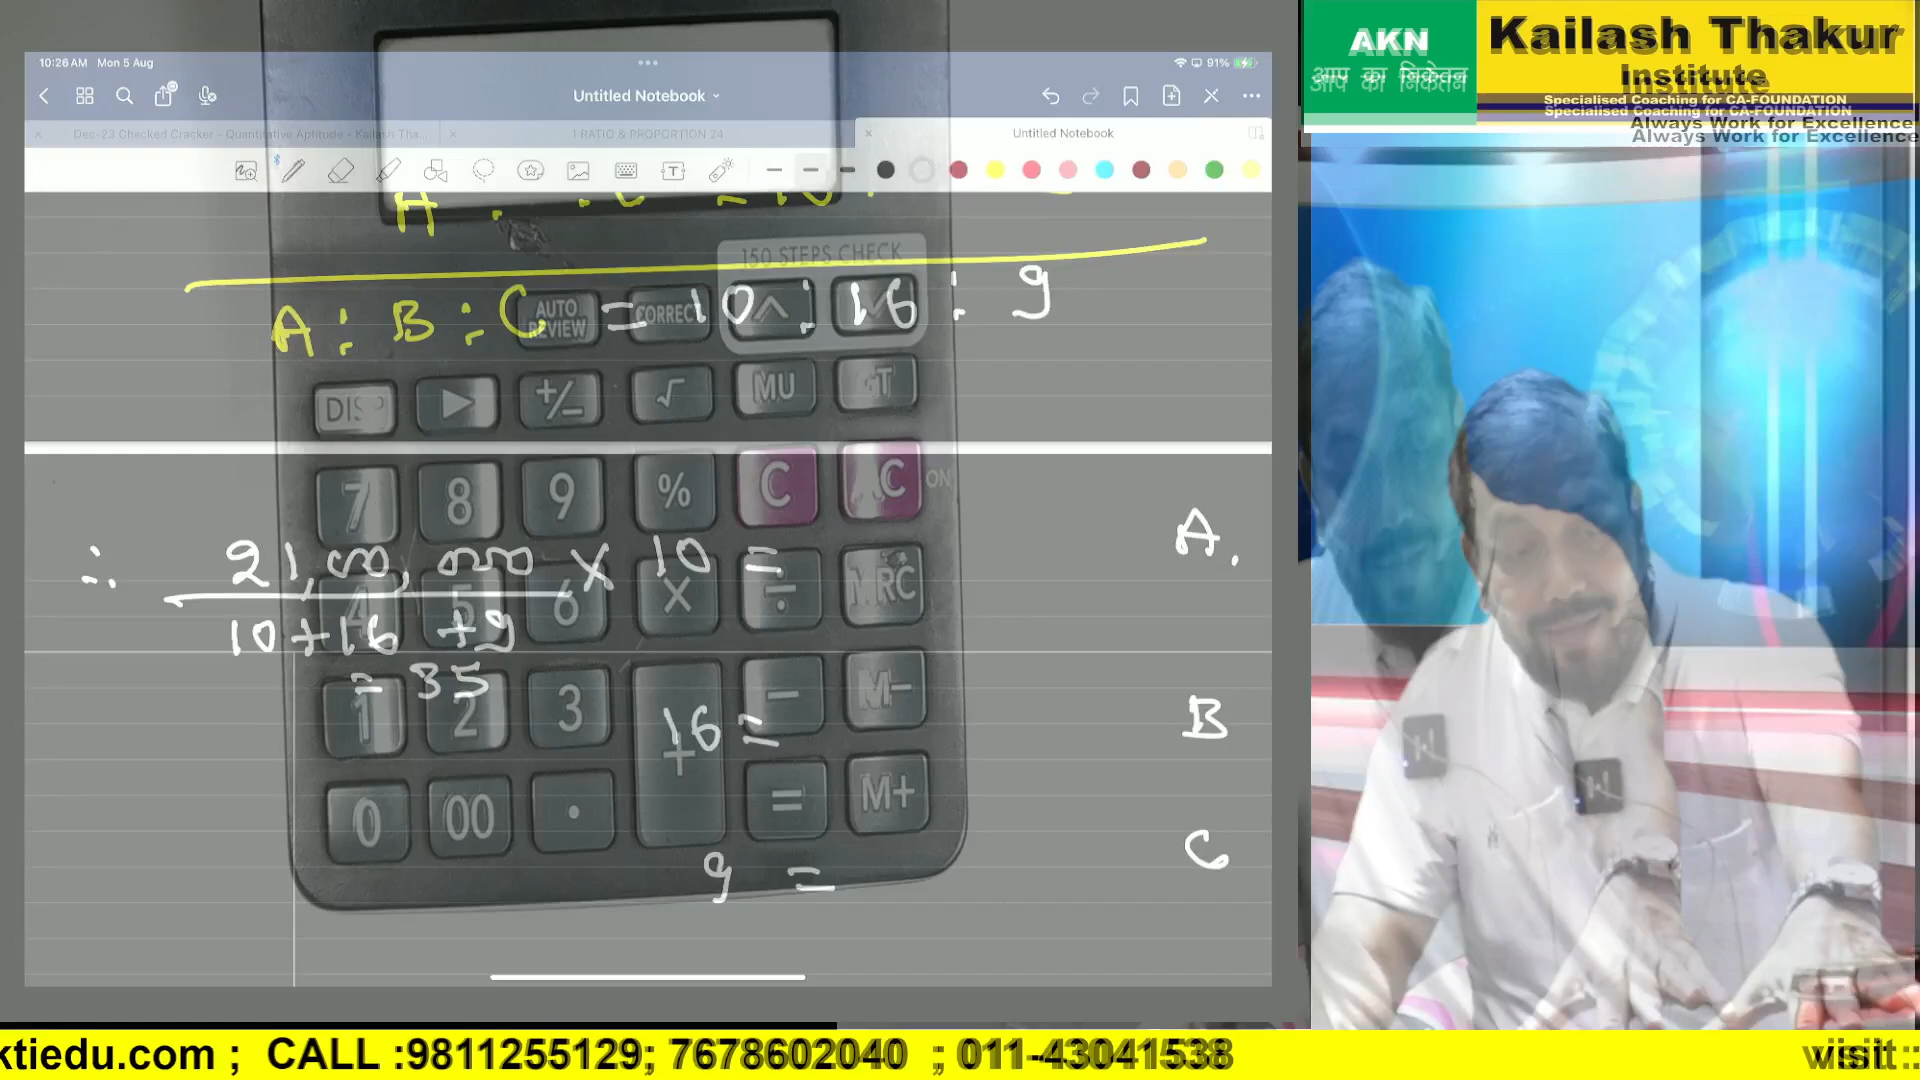 10:26 AM Mon 5 Aug
91%
Untitled Notebook
Dec-23 Checked Cracker - Quantitative Aptitude - Kailash Tha...
1 RATIO & PROPORTION 24
Untitled Notebook
150 STEPS CHECK
A : B : C = 10 : 16 : 9
AUTO REVIEW
CORRECT
DISP
+/-
√
MU
GT
7 8 9 % C AC ON
∴ 21,00,000 × 10 = A.
4 5 6 × ÷ MRC
10+16+9
= 35
1 2 3 + - M-
16 = B
0 00 . = M+
9 = C
AKN
आप का निकेतन
Kailash Thakur
Institute
Specialised Coaching for CA-FOUNDATION
Always Work for Excellence
ktiedu.com ; CALL :9811255129; 7678602040 ; 011-43041538
visit ::